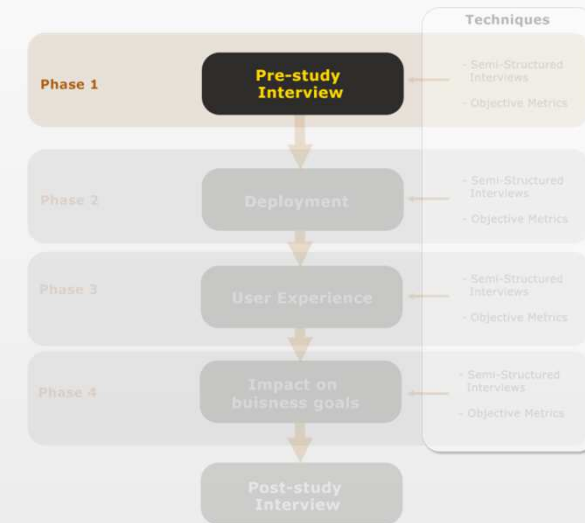 Techniques
Phase 1
Pre-study
Interview
- Semi-Structured
Interviews
- Objective Metrics
Phase 2
Deployment
- Semi-Structured
Interviews
- Objective Metrics
Phase 3
User Experience
- Semi-Structured
Interviews
- Objective Metrics
Phase 4
Impact on
buisness goals
- Semi-Structured
Interviews
- Objective Metrics
Post-study
Interview